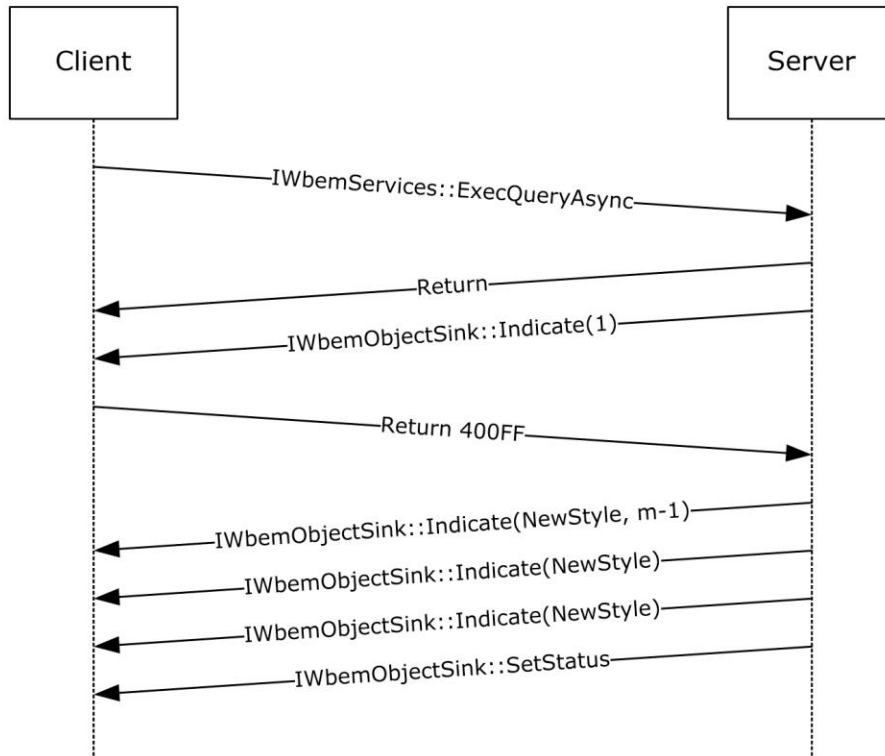 Client
Server
IWbemServices::ExecQueryAsync
Return
IWbemObjectSink::Indicate(1)
Return 400FF
IWbemObjectSink::Indicate(NewStyle, m-1)
IWbemObjectSink::Indicate(NewStyle)
IWbemObjectSink::Indicate(NewStyle)
IWbemObjectSink::SetStatus